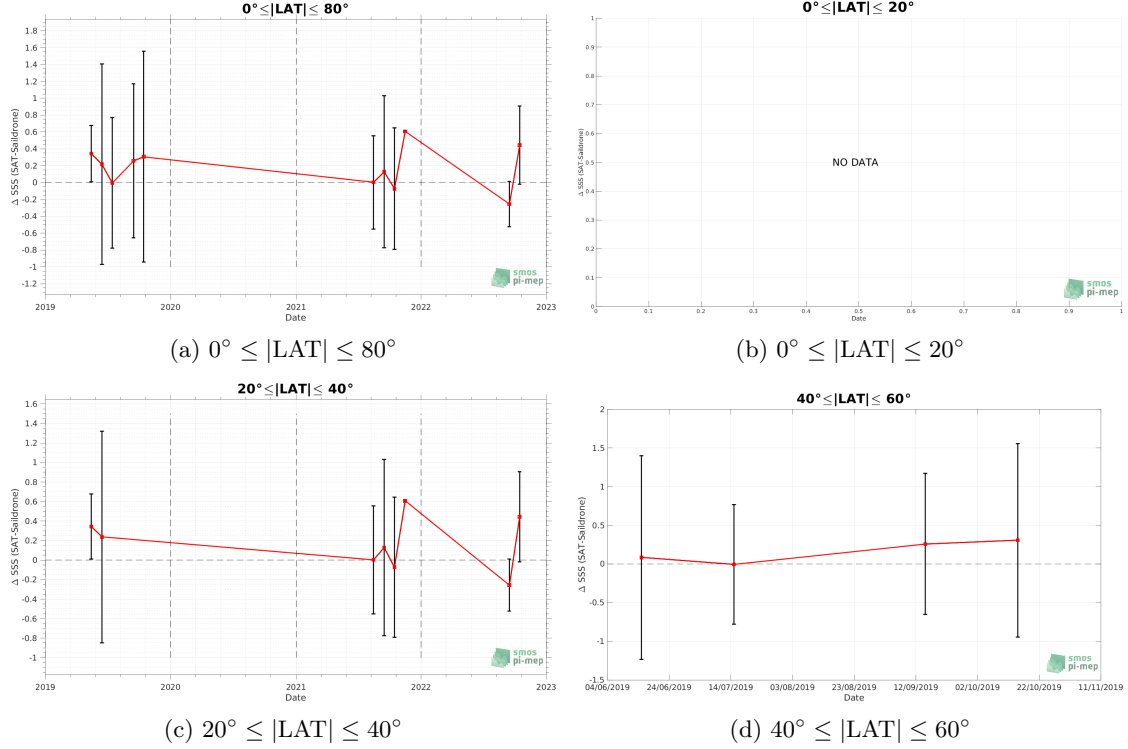 0°≤|LAT|≤ 80°
1.8
1.6
1.4
1.2
1
0.8
0.6
0.4
0.2
0
-0.2
-0.4
-0.6
-0.8
-1
-1.2
Δ SSS (SAT-Saildrone)
2019 2020 2021 2022 2023
Date
smos
pi-mep
(a) 0° ≤ |LAT| ≤ 80°
0°≤|LAT|≤ 20°
1
0.9
0.8
0.7
0.6
0.5
0.4
0.3
0.2
0.1
0
Δ SSS (SAT-Saildrone)
NO DATA
0 0.1 0.2 0.3 0.4 0.5 0.6 0.7 0.8 0.9 1
Date
smos
pi-mep
(b) 0° ≤ |LAT| ≤ 20°
20°≤|LAT|≤ 40°
1.6
1.4
1.2
1
0.8
0.6
0.4
0.2
0
-0.2
-0.4
-0.6
-0.8
-1
Δ SSS (SAT-Saildrone)
2019 2020 2021 2022 2023
Date
smos
pi-mep
(c) 20° ≤ |LAT| ≤ 40°
40°≤|LAT|≤ 60°
2
1.5
1
0.5
0
-0.5
-1
-1.5
Δ SSS (SAT-Saildrone)
04/06/2019 24/06/2019 14/07/2019 03/08/2019 23/08/2019 12/09/2019 02/10/2019 22/10/2019 11/11/2019
Date
smos
pi-mep
(d) 40° ≤ |LAT| ≤ 60°